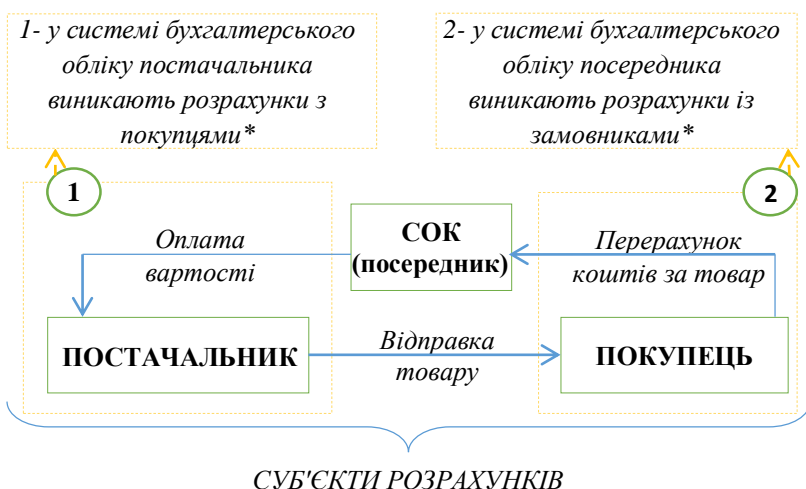 1- у системі бухгалтерського
обліку постачальника
виникають розрахунки з
покупцями*
2- у системі бухгалтерського
обліку посередника
виникають розрахунки із
замовниками*
1
2
Оплата
вартості
СОК
(посередник)
Перерахунок
коштів за товар
ПОСТАЧАЛЬНИК
Відправка
товару
ПОКУПЕЦЬ
СУБ'ЄКТИ РОЗРАХУНКІВ